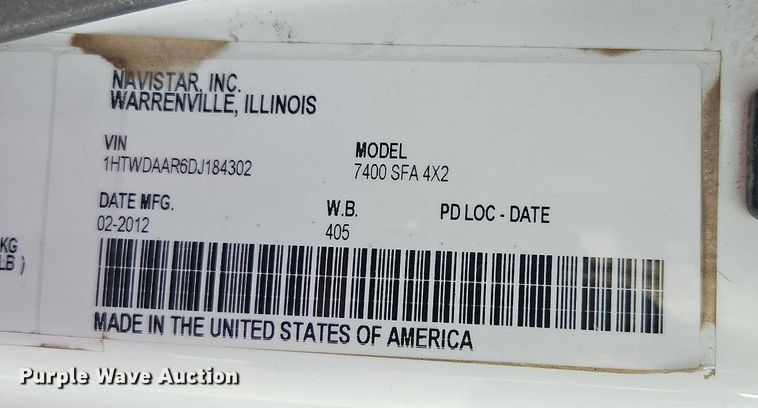 NAVISTAR, INC.
WARRENVILLE, ILLINOIS
VIN
1HTWDAAR6DJ184302
MODEL
7400 SFA 4X2
DATE MFG.
02-2012
W.B.
405
PD LOC - DATE
KG
LB )
MADE IN THE UNITED STATES OF AMERICA
Purple Wave Auction